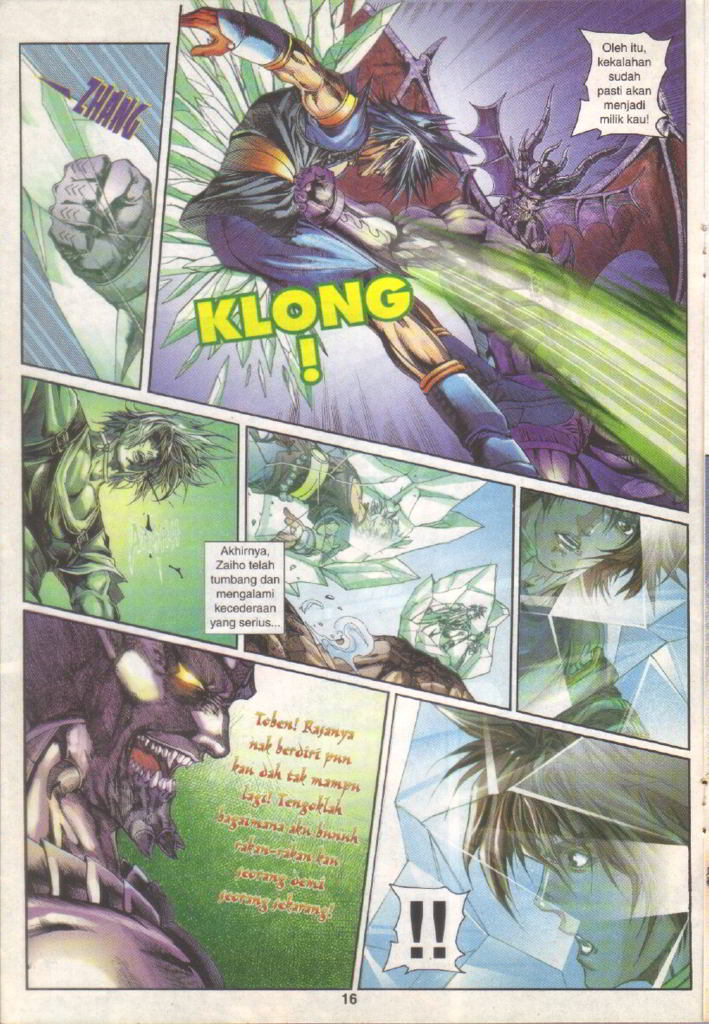 ZHANG
Oleh itu,
kekalahan
sudah
pasti akan
menjadi
milik kau!
KLONG
!
Akhirnya,
Zaiho telah
tumbang dan
mengalami
kecederaan
yang serius...
Toben! Rajanya
nak berdiri pun
kau dah tak mampu
lagi! Tengoklah
bagaimana aku bunuh
rakan-rakan kau
seorang demi
seorang sekarang!
!!
16